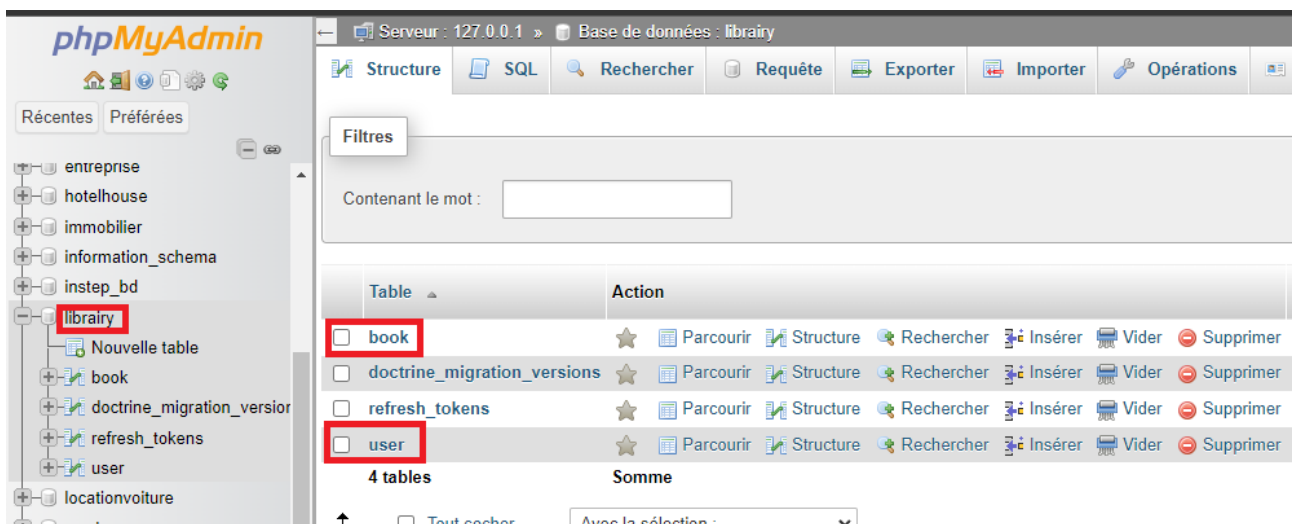 phpMyAdmin
Récentes Préférées
entreprise
hotelhouse
immobilier
information_schema
instep_bd
librairy
Nouvelle table
book
doctrine_migration_version
refresh_tokens
user
locationvoiture
← Serveur : 127.0.0.1 » Base de données : librairy
Structure SQL Rechercher Requête Exporter Importer Opérations
Filtres
Contenant le mot :
Table Action
book Parcourir Structure Rechercher Insérer Vider Supprimer
doctrine_migration_versions Parcourir Structure Rechercher Insérer Vider Supprimer
refresh_tokens Parcourir Structure Rechercher Insérer Vider Supprimer
user Parcourir Structure Rechercher Insérer Vider Supprimer
4 tables Somme
Tout cocher Avec la sélection :